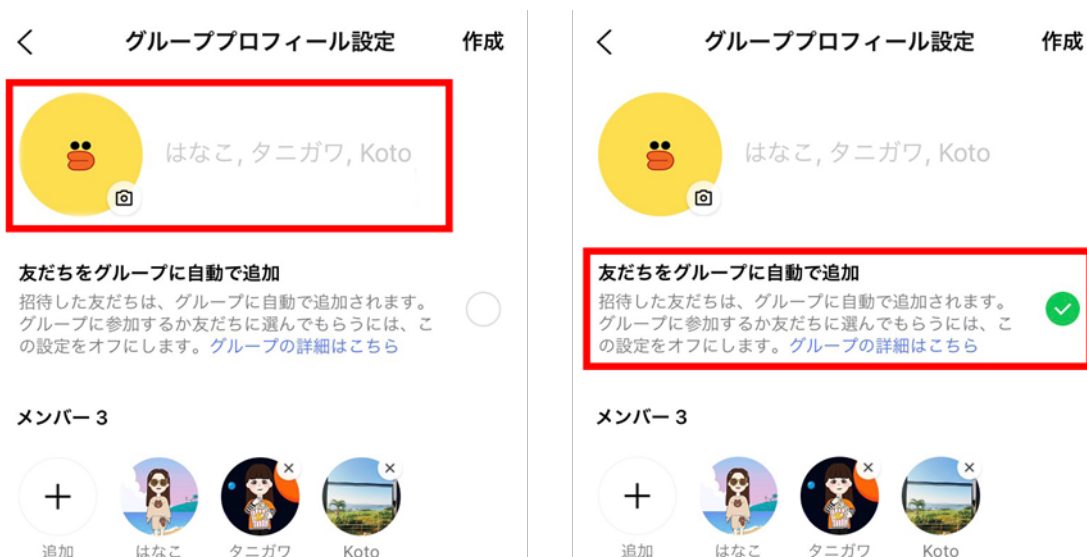 グループプロフィール設定
作成
はなこ, タニガワ, Koto
友だちをグループに自動で追加
招待した友だちは、グループに自動で追加されます。
グループに参加するか友だちに選んでもらうには、こ
の設定をオフにします。グループの詳細はこちら
メンバー 3
追加
はなこ
タニガワ
Koto
グループプロフィール設定
作成
はなこ, タニガワ, Koto
友だちをグループに自動で追加
招待した友だちは、グループに自動で追加されます。
グループに参加するか友だちに選んでもらうには、こ
の設定をオフにします。グループの詳細はこちら
メンバー 3
追加
はなこ
タニガワ
Koto